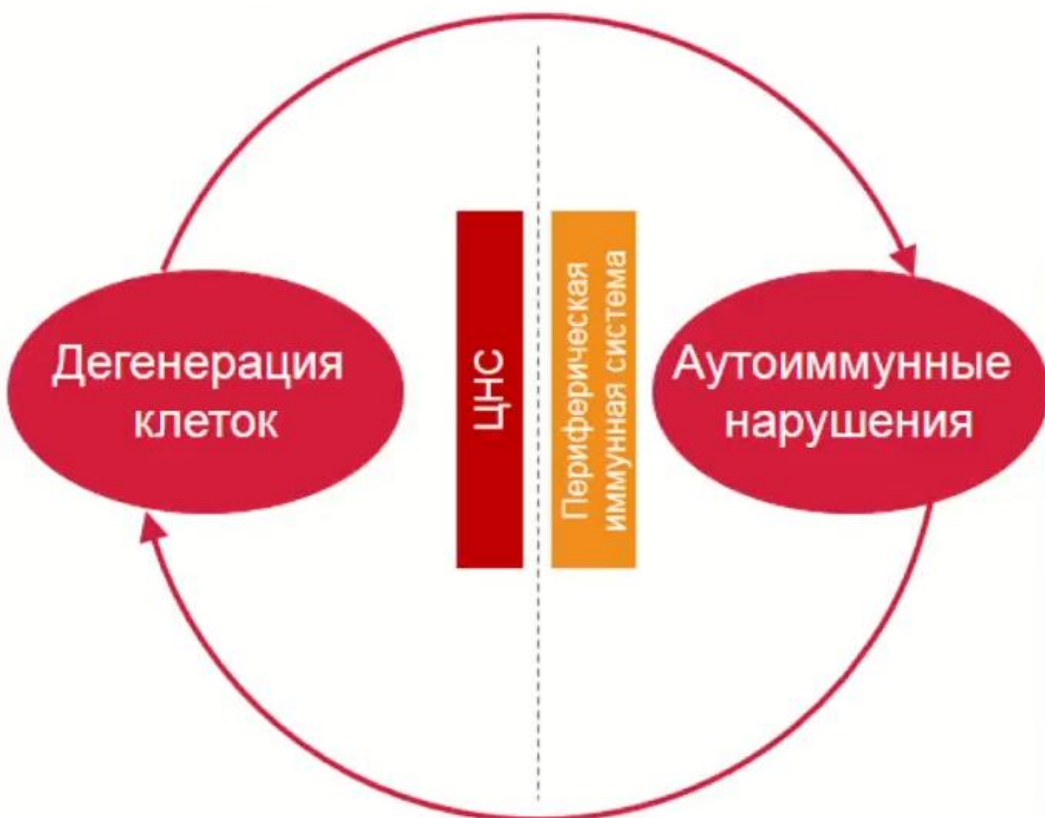 Дегенерация
клеток
ЦНС
Периферическая
иммунная система
Аутоиммунные
нарушения